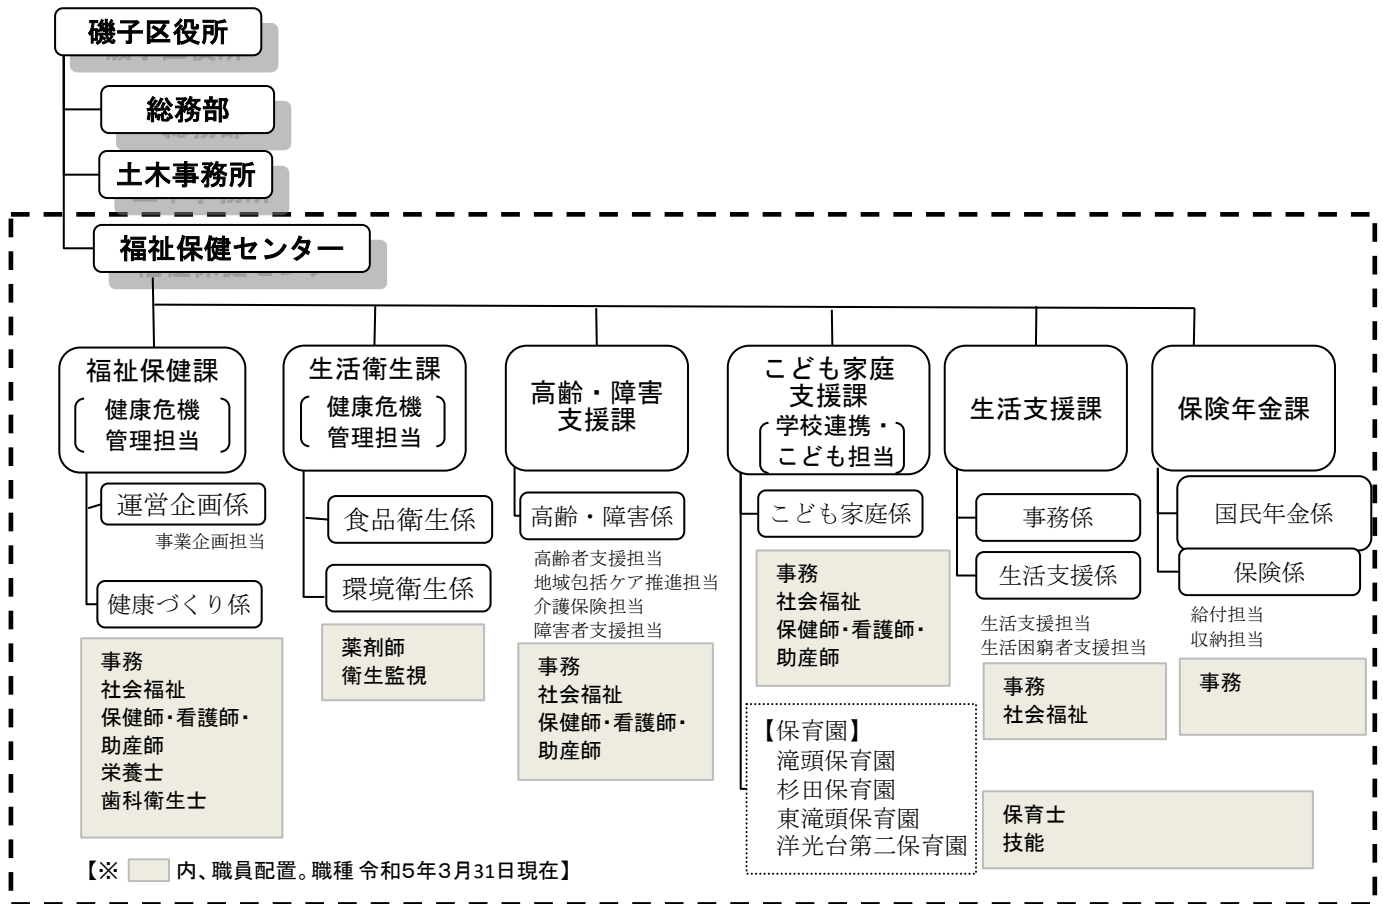 磯子区役所
総務部
土木事務所
福祉保健センター
福祉保健課
健康危機
管理担当
運営企画係
事業企画担当
健康づくり係
事務
社会福祉
保健師・看護師・
助産師
栄養士
歯科衛生士
生活衛生課
健康危機
管理担当
食品衛生係
環境衛生係
薬剤師
衛生監視
高齢・障害
支援課
高齢・障害係
高齢者支援担当
地域包括ケア推進担当
介護保険担当
障害者支援担当
事務
社会福祉
保健師・看護師・
助産師
こども家庭
支援課
学校連携・
こども担当
こども家庭係
事務
社会福祉
保健師・看護師・
助産師
【保育園】
滝頭保育園
杉田保育園
東滝頭保育園
洋光台第二保育園
保育士
技能
生活支援課
事務係
生活支援係
生活支援担当
生活困窮者支援担当
事務
社会福祉
保険年金課
国民年金係
保険係
給付担当
収納担当
事務
【※ 内、職員配置。職種 令和5年3月31日現在】